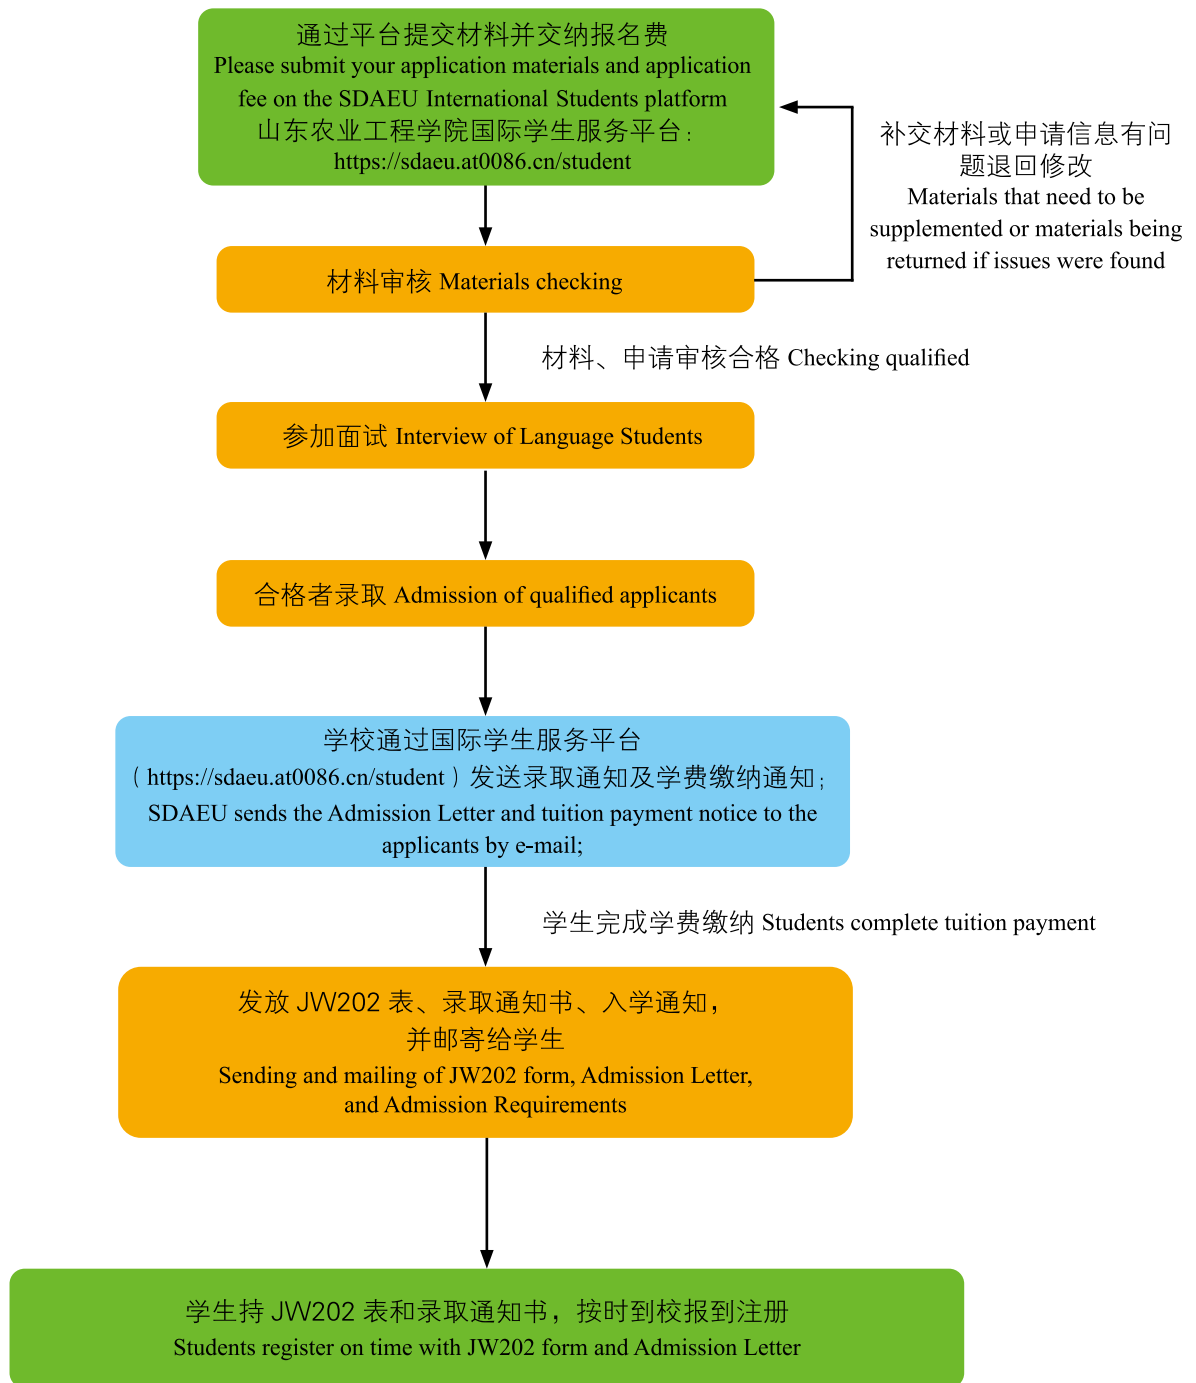 通过平台提交材料并交纳报名费
Please submit your application materials and application
fee on the SDAEU International Students platform
山东农业工程学院国际学生服务平台：
https://sdaeu.at0086.cn/student
补交材料或申请信息有问
题退回修改
Materials that need to be
supplemented or materials being
returned if issues were found
材料审核 Materials checking
材料、申请审核合格 Checking qualified
参加面试 Interview of Language Students
合格者录取 Admission of qualified applicants
学校通过国际学生服务平台
（https://sdaeu.at0086.cn/student）发送录取通知及学费缴纳通知；
SDAEU sends the Admission Letter and tuition payment notice to the
applicants by e-mail;
学生完成学费缴纳 Students complete tuition payment
发放 JW202 表、录取通知书、入学通知，
并邮寄给学生
Sending and mailing of JW202 form, Admission Letter,
and Admission Requirements
学生持 JW202 表和录取通知书，按时到校报到注册
Students register on time with JW202 form and Admission Letter